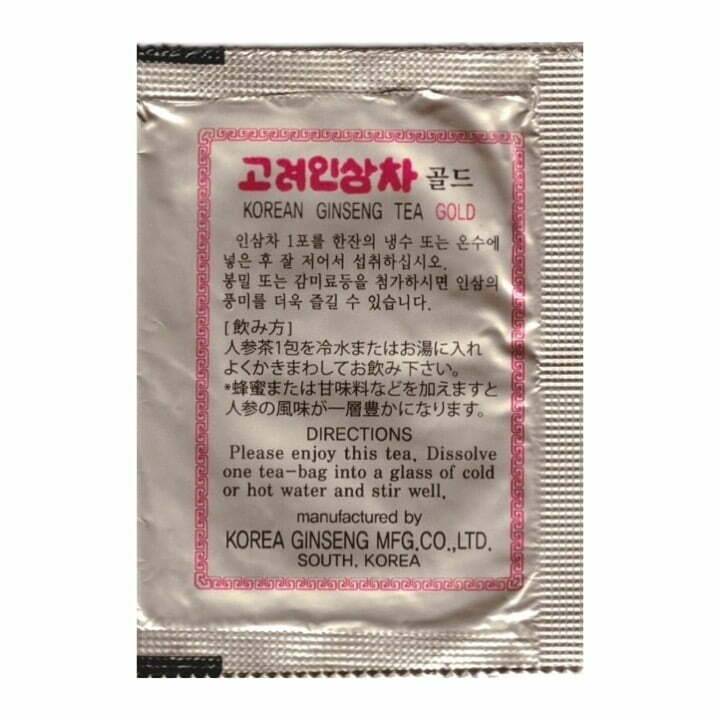 고려인삼차 골드
KOREAN GINSENG TEA GOLD
인삼차 1포를 한잔의 냉수 또는 온수에
넣은 후 잘 저어서 섭취하십시오.
봉밀 또는 감미료등을 첨가하시면 인삼의
풍미를 더욱 즐길 수 있습니다.
[飲み方]
人参茶1包を冷水またはお湯に入れ
よくかきまわしてお飲み下さい。
*蜂蜜または甘味料などを加えますと
人参の風味が一層豊かになります。
DIRECTIONS
Please enjoy this tea. Dissolve
one tea-bag into a glass of cold
or hot water and stir well.
manufactured by
KOREA GINSENG MFG.CO.,LTD.
SOUTH, KOREA